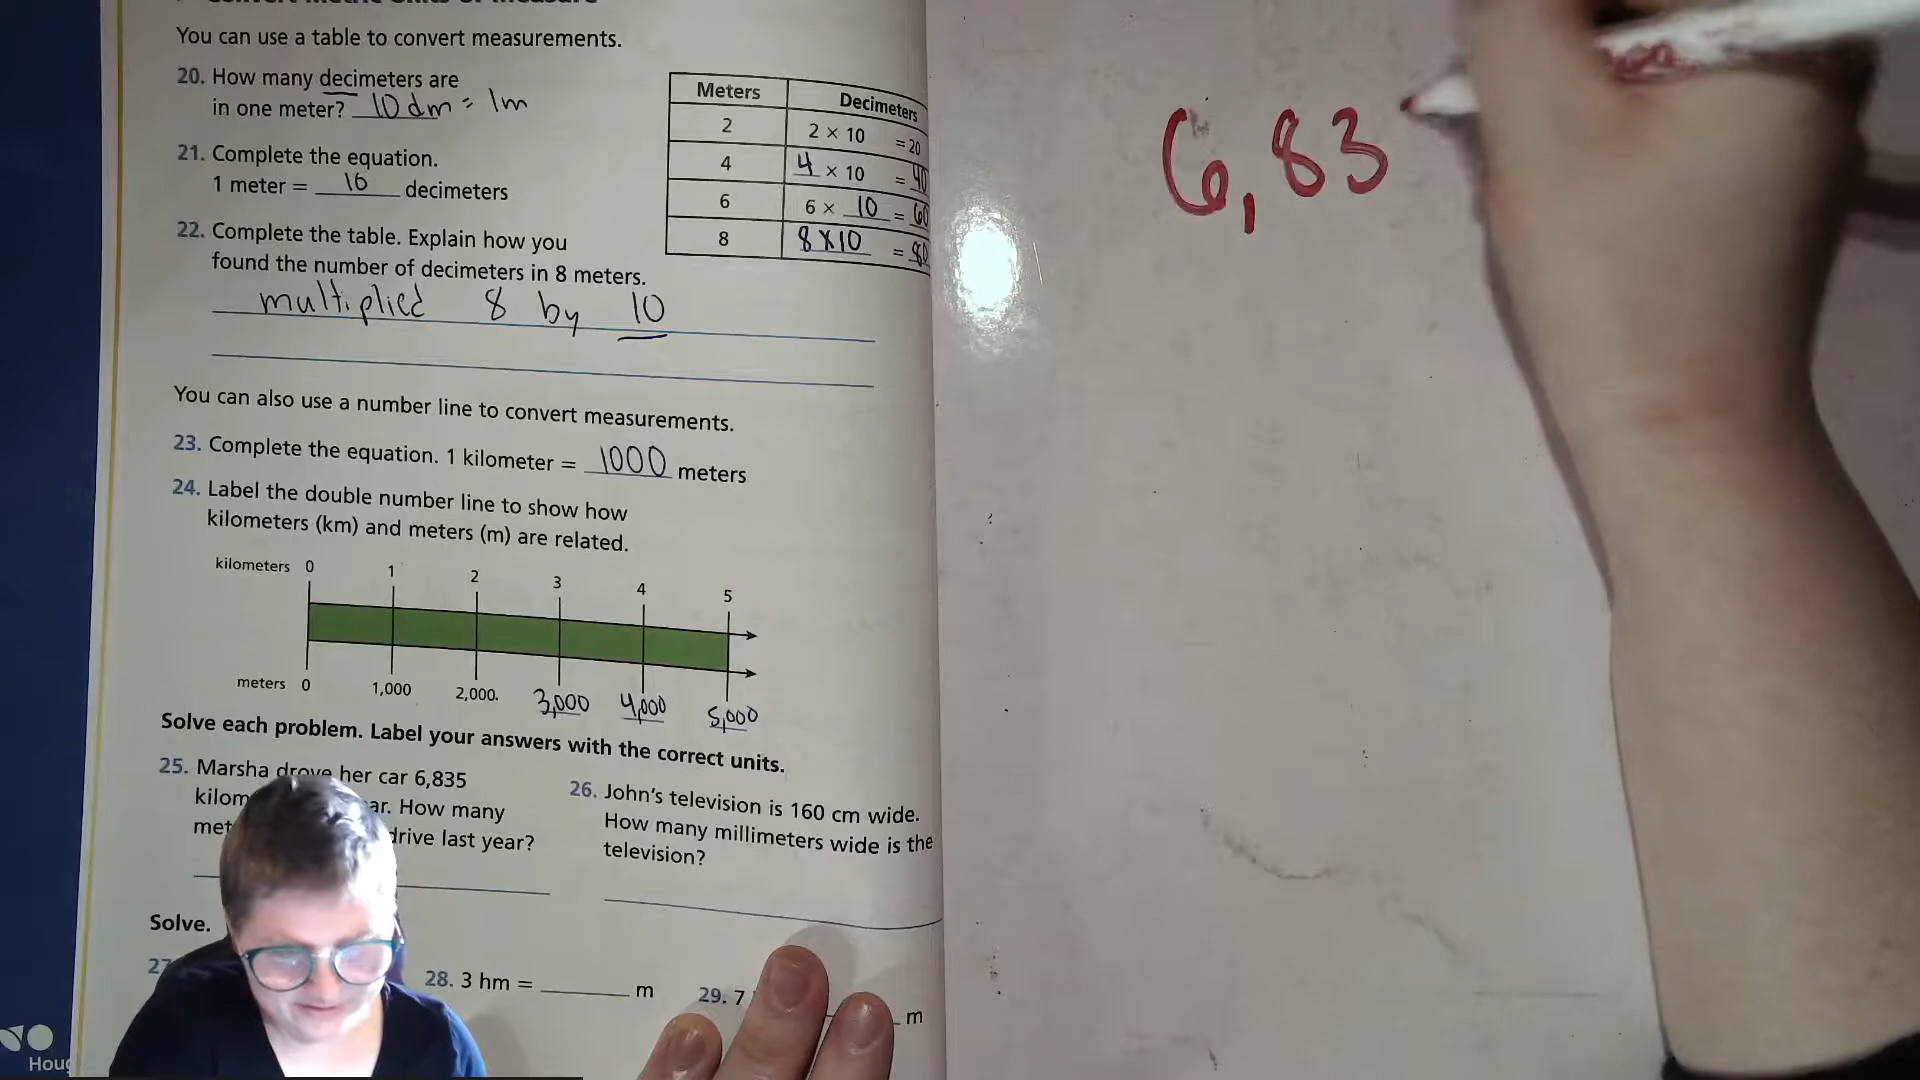 You can use a table to convert measurements.
20. How many decimeters are
in one meter? 10 dm = 1m
21. Complete the equation.
1 meter = 10 decimeters
22. Complete the table. Explain how you
found the number of decimeters in 8 meters.
multiplied 8 by 10
Meters Decimeters
2 2 × 10 = 20
4 4 × 10 = 40
6 6 × 10 = 60
8 8 X 10 = 80
You can also use a number line to convert measurements.
23. Complete the equation. 1 kilometer = 1000 meters
24. Label the double number line to show how
kilometers (km) and meters (m) are related.
kilometers 0 1 2 3 4 5
meters 0 1,000 2,000. 3,000 4,000 5,000
Solve each problem. Label your answers with the correct units.
25. Marsha drove her car 6,835
How many
drive last year?
26. John's television is 160 cm wide.
How many millimeters wide is the
television?
Solve.
27
28. 3 hm = ________ m
29. 7 m
6,83